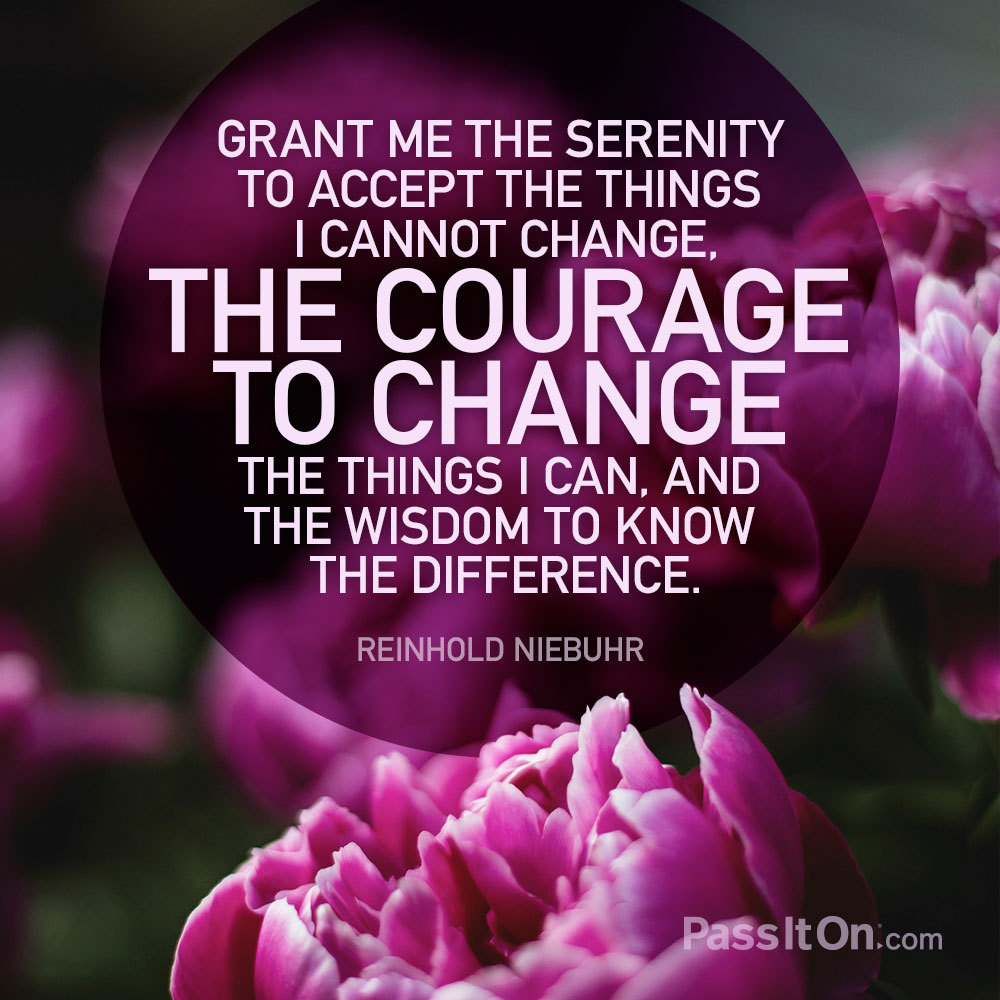 GRANT ME THE SERENITY
TO ACCEPT THE THINGS
I CANNOT CHANGE,
THE COURAGE
TO CHANGE
THE THINGS I CAN, AND
THE WISDOM TO KNOW
THE DIFFERENCE.
REINHOLD NIEBUHR
PassItOn.com